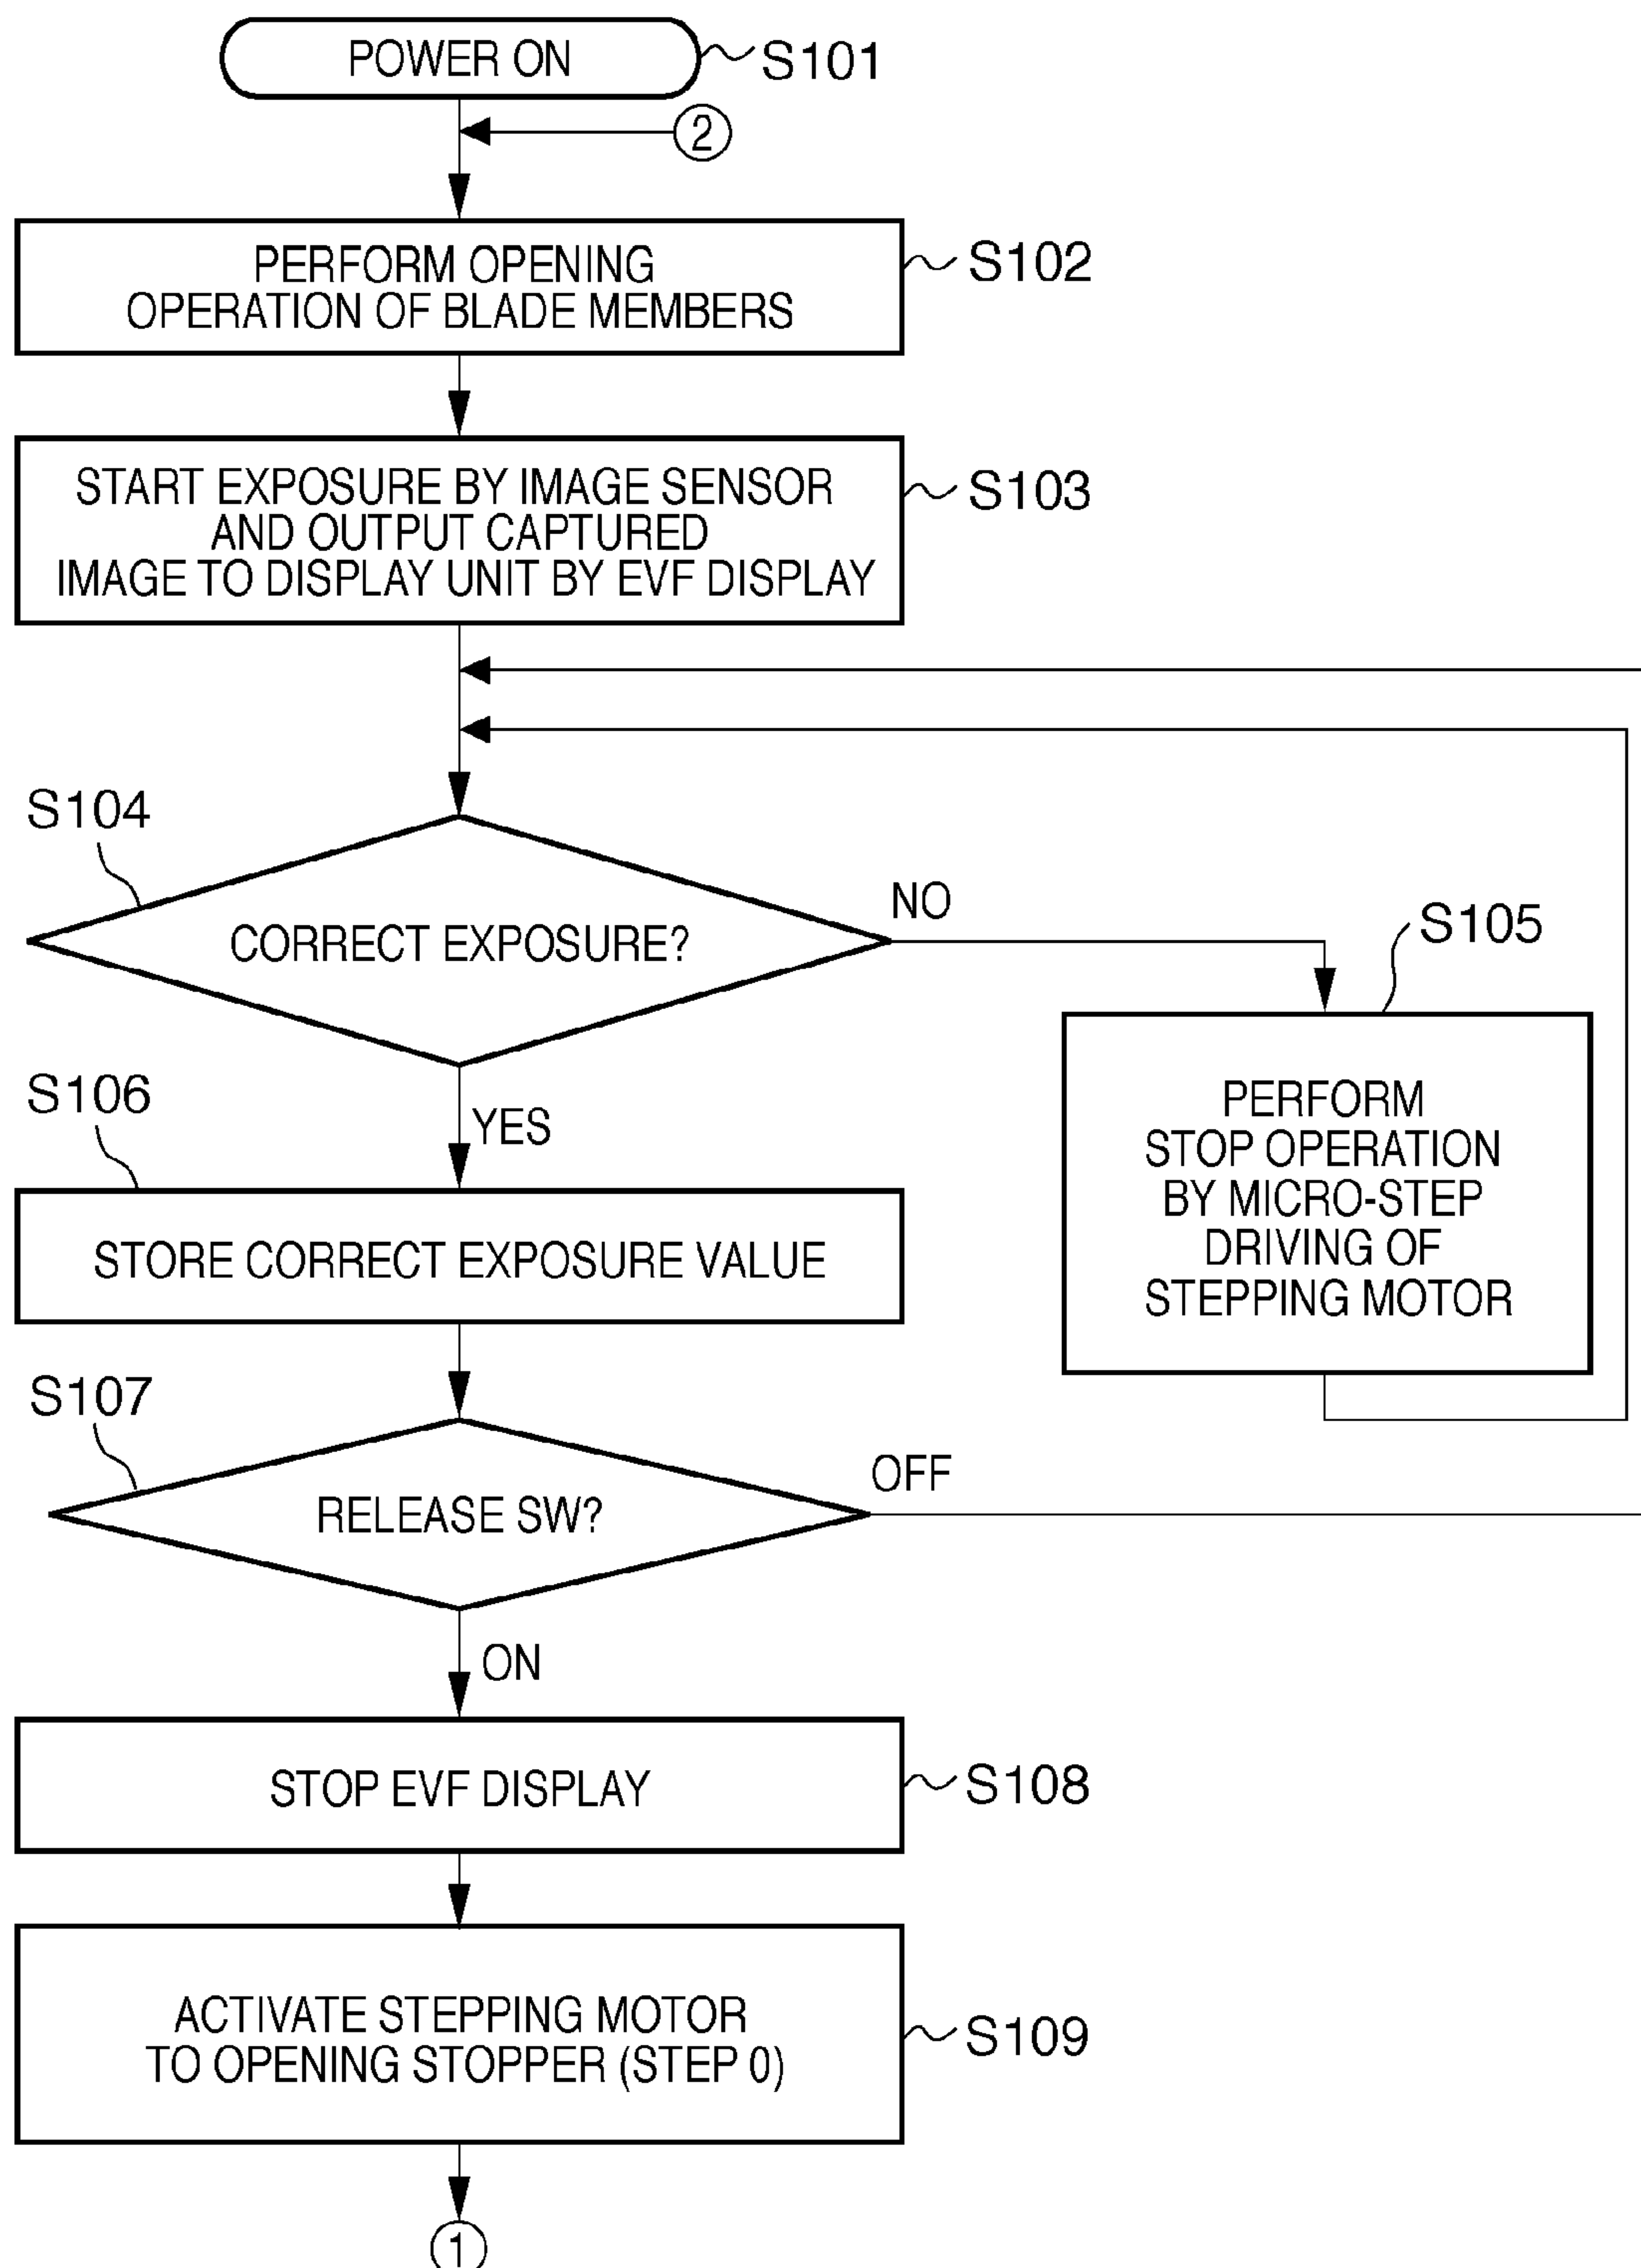 POWER ON
S101
2
PERFORM OPENING
OPERATION OF BLADE MEMBERS
S102
START EXPOSURE BY IMAGE SENSOR
AND OUTPUT CAPTURED
IMAGE TO DISPLAY UNIT BY EVF DISPLAY
S103
S104
CORRECT EXPOSURE?
NO
S105
PERFORM
STOP OPERATION
BY MICRO-STEP
DRIVING OF
STEPPING MOTOR
YES
S106
STORE CORRECT EXPOSURE VALUE
S107
RELEASE SW?
OFF
ON
STOP EVF DISPLAY
S108
ACTIVATE STEPPING MOTOR
TO OPENING STOPPER (STEP 0)
S109
1